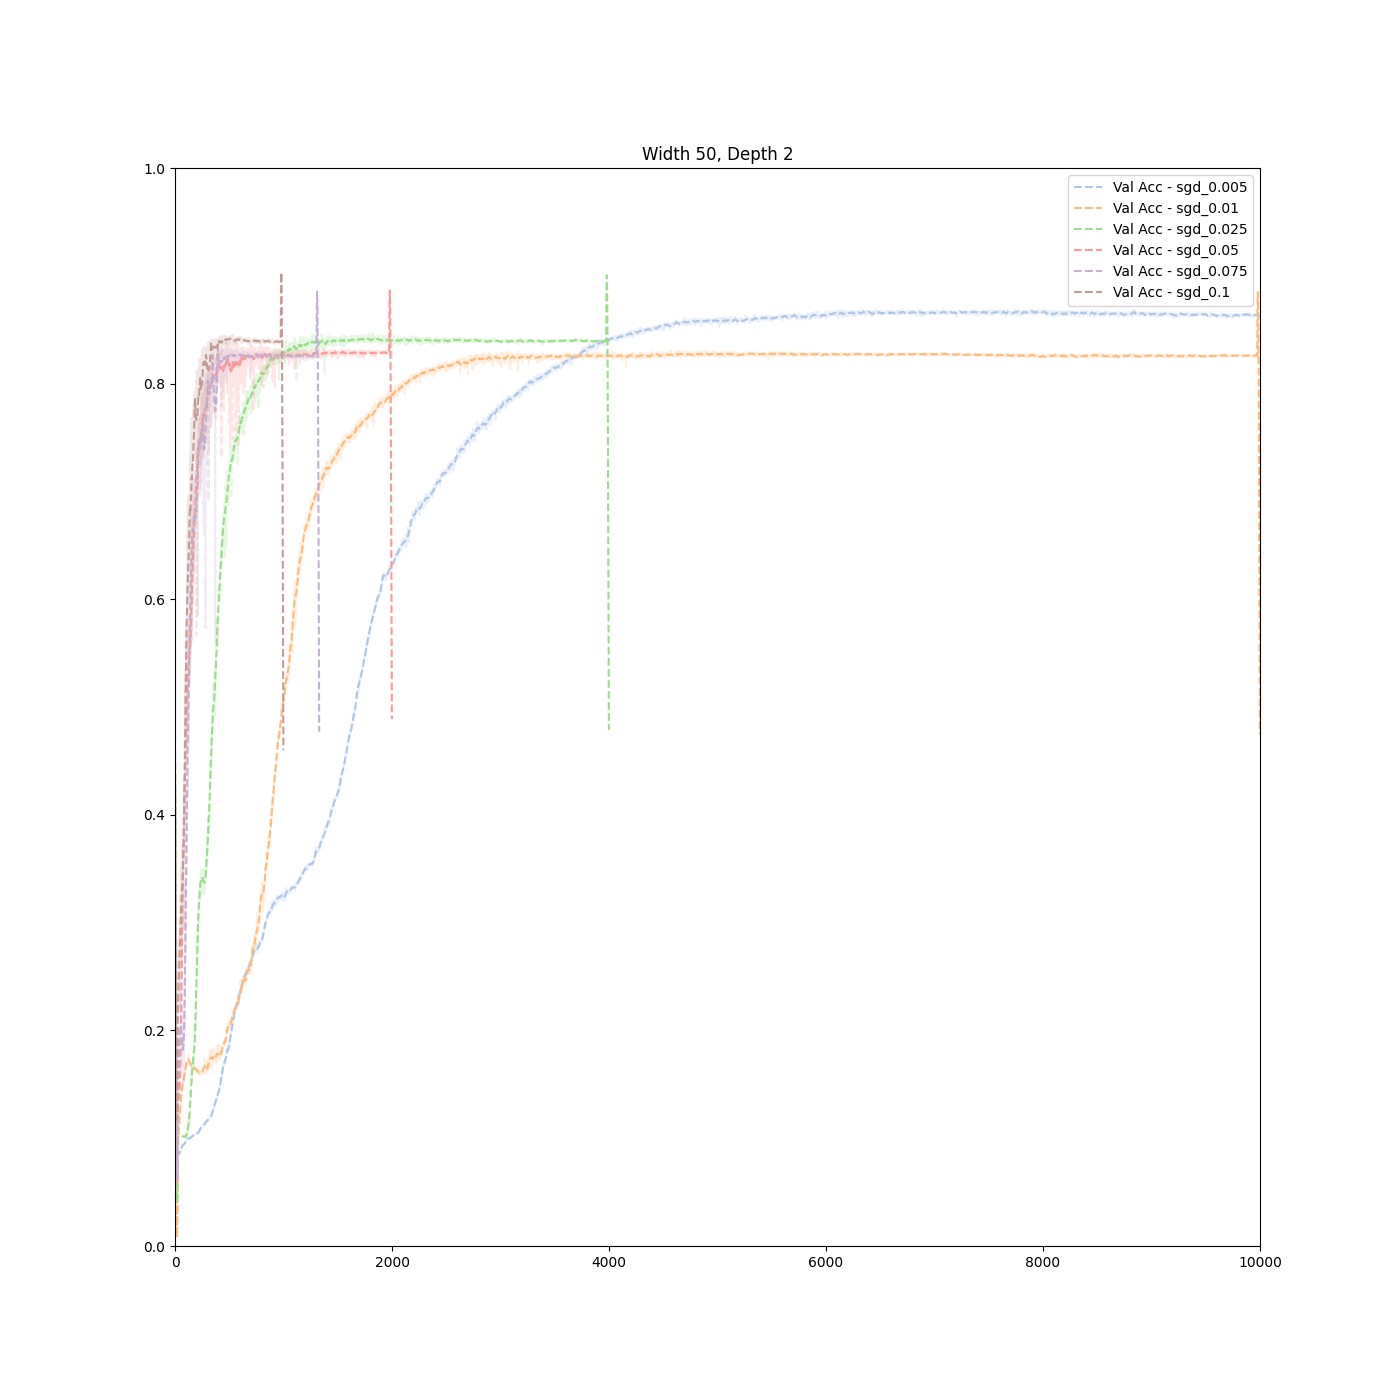 Width 50, Depth 2
1.0
0.8
0.6
0.4
0.2
0.0
0 2000 4000 6000 8000 10000
Val Acc - sgd_0.005
Val Acc - sgd_0.01
Val Acc - sgd_0.025
Val Acc - sgd_0.05
Val Acc - sgd_0.075
Val Acc - sgd_0.1